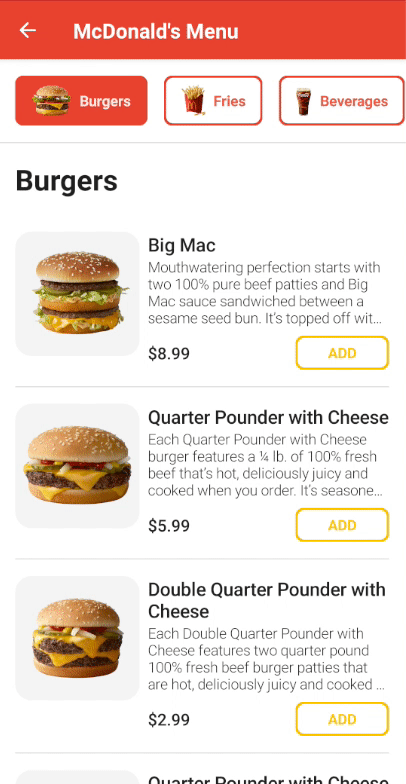 McDonald's Menu
Burgers
Fries
Beverages
Burgers
Big Mac
Mouthwatering perfection starts with
two 100% pure beef patties and Big
Mac sauce sandwiched between a
sesame seed bun. It's topped off wit...
$8.99
ADD
Quarter Pounder with Cheese
Each Quarter Pounder with Cheese
burger features a ¼ lb. of 100% fresh
beef that's hot, deliciously juicy and
cooked when you order. It's seasone...
$5.99
ADD
Double Quarter Pounder with
Cheese
Each Double Quarter Pounder with
Cheese features two quarter pound
100% fresh beef burger patties that
are hot, deliciously juicy and cooked ...
$2.99
ADD
Quarter Pounder with Cheese